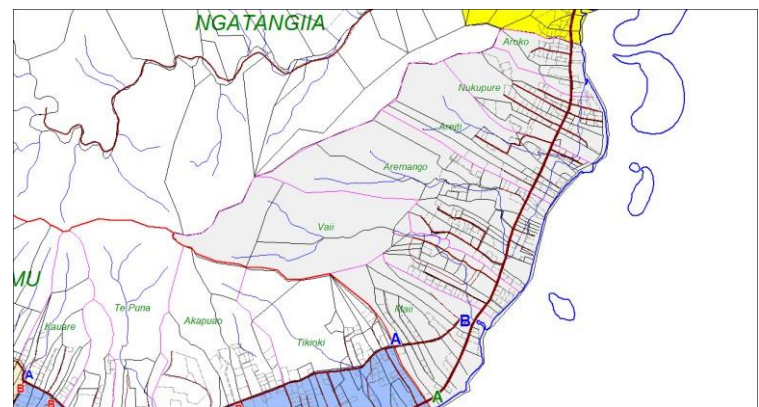 NGATANGIIA
Aroko
Nukupure
Areiti
Aremango
Vaii
MU
Te Puna
Kauare
Akapuao
Tikioki
Maii
B
A
A
A
B
B
B